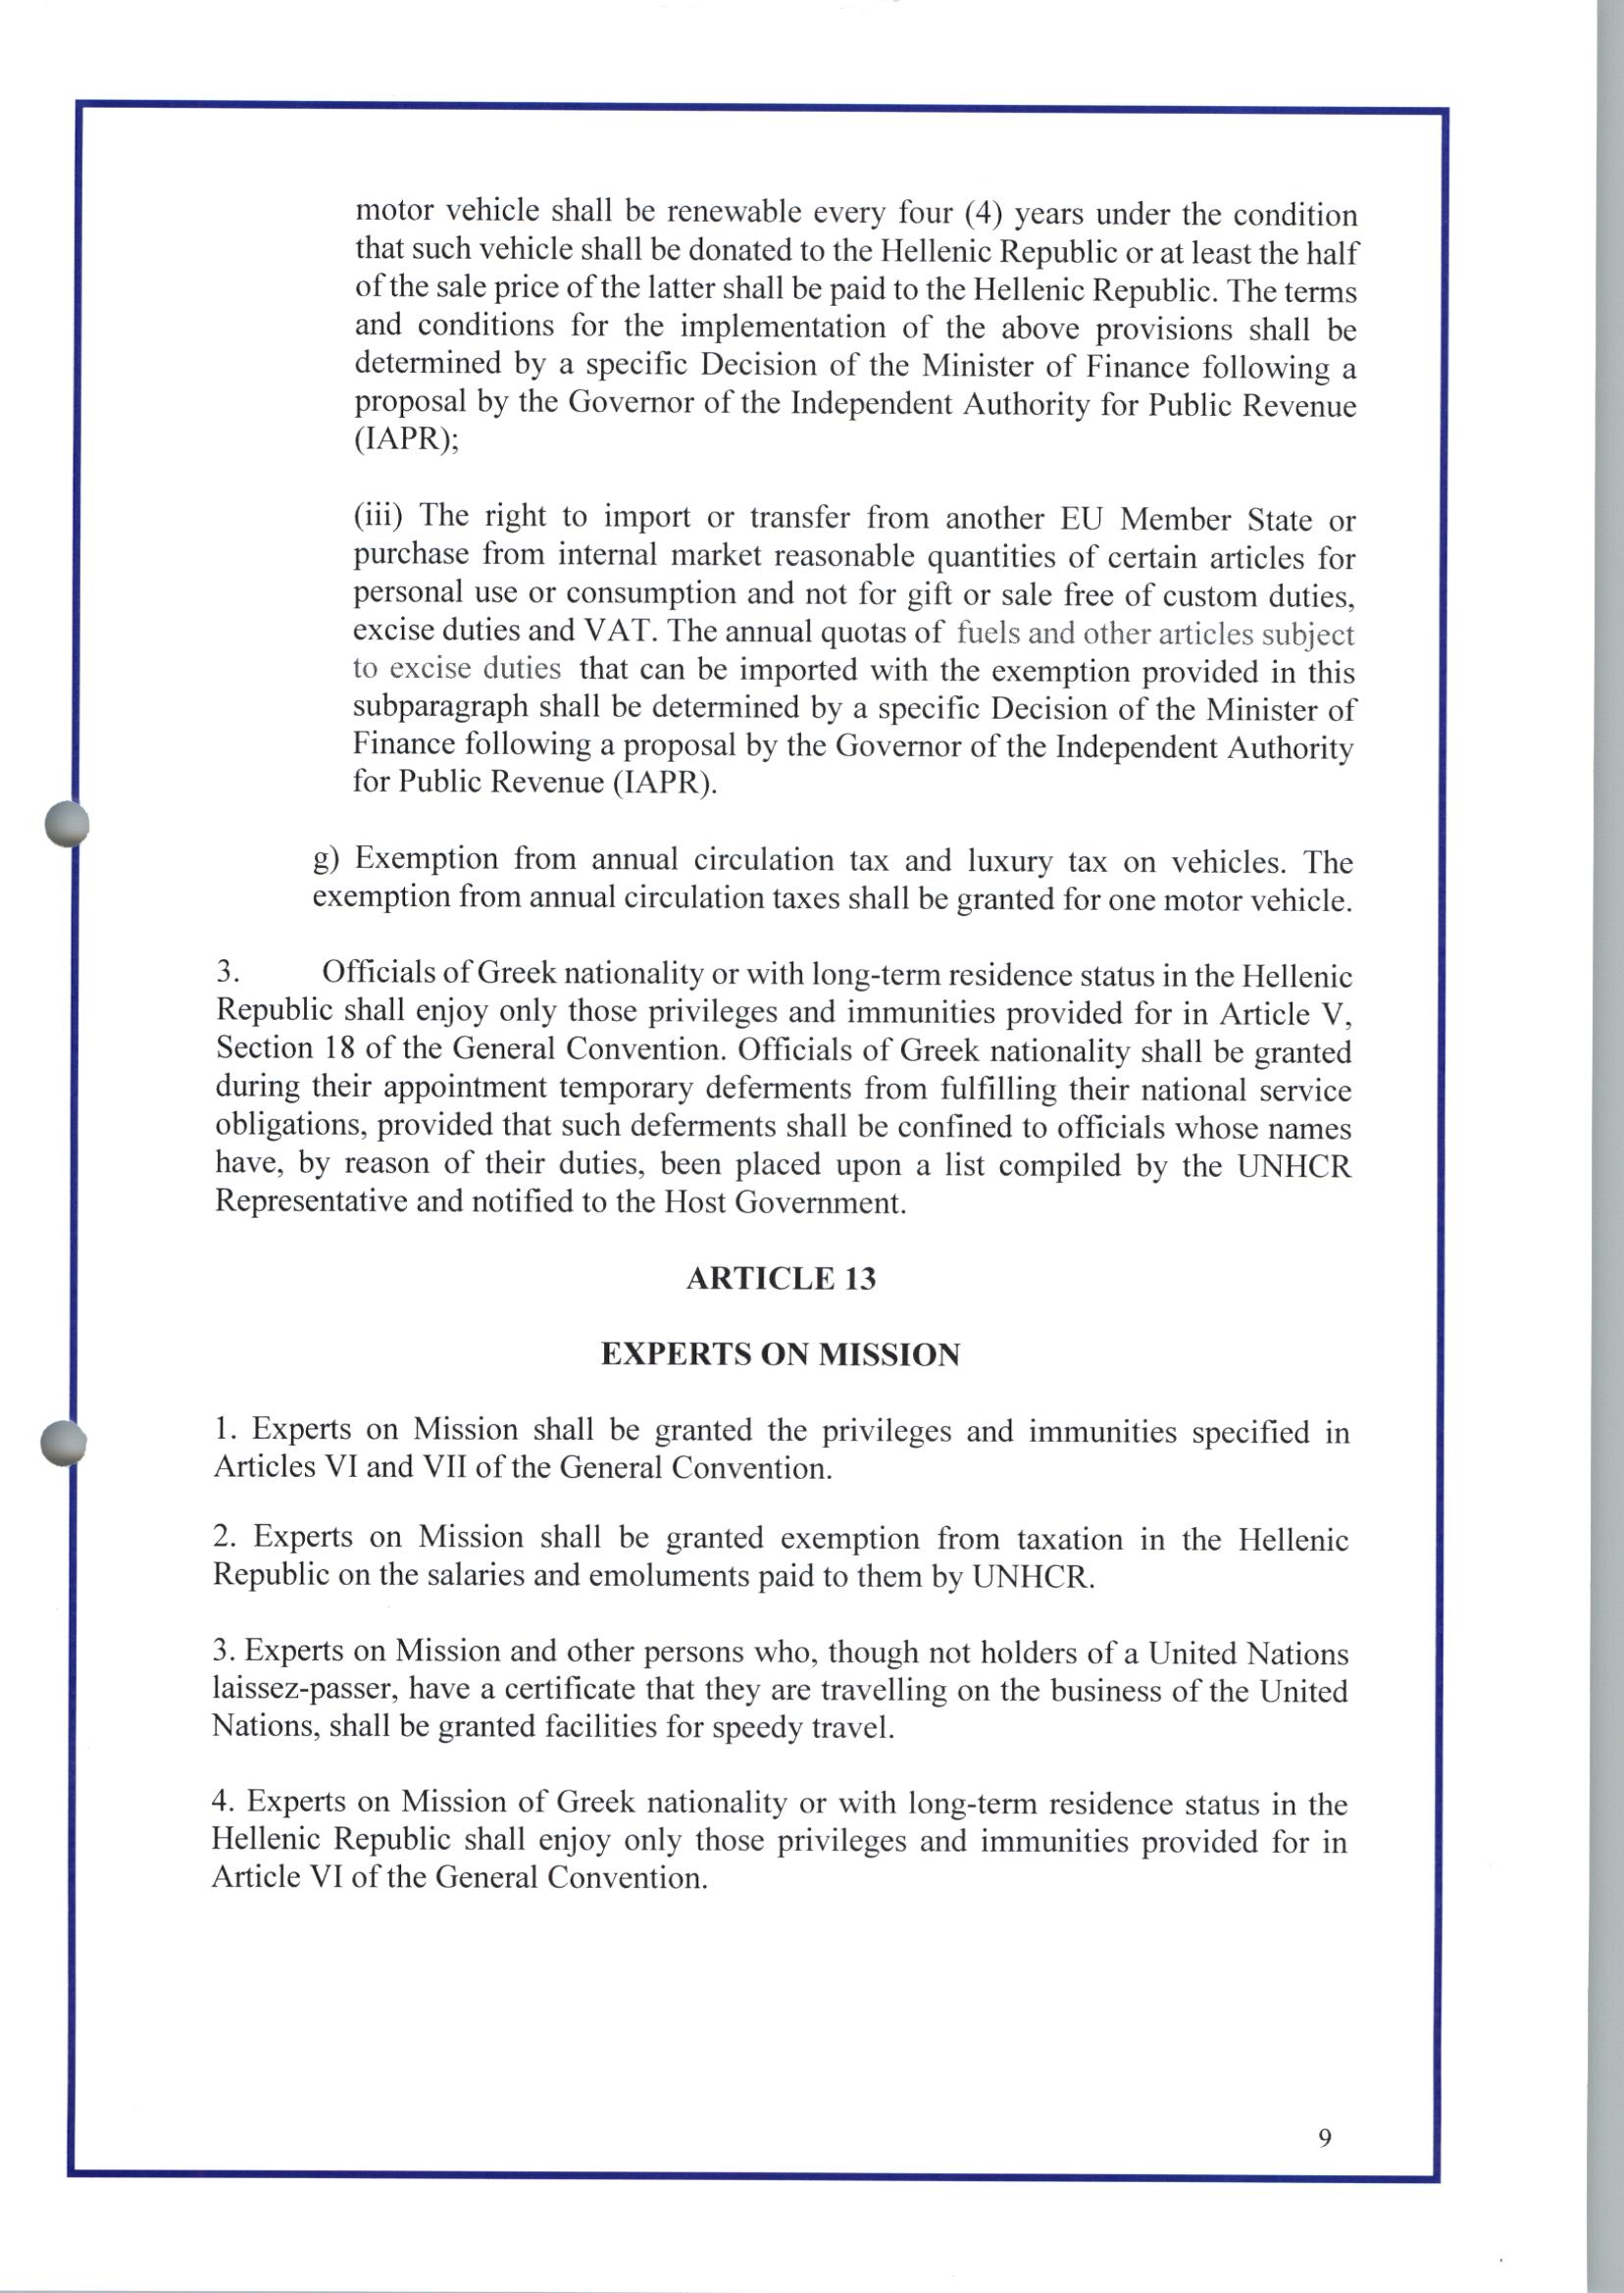 motor vehicle shall be renewable every four (4) years under the condition
that such vehicle shall be donated to the Hellenic Republic or at least the half
of the sale price of the latter shall be paid to the Hellenic Republic. The terms
and conditions for the implementation of the above provisions shall be
determined by a specific Decision of the Minister of Finance following a
proposal by the Governor of the Independent Authority for Public Revenue
(IAPR);
(iii) The right to import or transfer from another EU Member State or
purchase from internal market reasonable quantities of certain articles for
personal use or consumption and not for gift or sale free of custom duties,
excise duties and VAT. The annual quotas of fuels and other articles subject
to excise duties that can be imported with the exemption provided in this
subparagraph shall be determined by a specific Decision of the Minister of
Finance following a proposal by the Governor of the Independent Authority
for Public Revenue (IAPR).
g) Exemption from annual circulation tax and luxury tax on vehicles. The
exemption from annual circulation taxes shall be granted for one motor vehicle.
3. Officials of Greek nationality or with long-term residence status in the Hellenic
Republic shall enjoy only those privileges and immunities provided for in Article V,
Section 18 of the General Convention. Officials of Greek nationality shall be granted
during their appointment temporary deferments from fulfilling their national service
obligations, provided that such deferments shall be confined to officials whose names
have, by reason of their duties, been placed upon a list compiled by the UNHCR
Representative and notified to the Host Government.
ARTICLE 13
EXPERTS ON MISSION
1. Experts on Mission shall be granted the privileges and immunities specified in
Articles VI and VII of the General Convention.
2. Experts on Mission shall be granted exemption from taxation in the Hellenic
Republic on the salaries and emoluments paid to them by UNHCR.
3. Experts on Mission and other persons who, though not holders of a United Nations
laissez-passer, have a certificate that they are travelling on the business of the United
Nations, shall be granted facilities for speedy travel.
4. Experts on Mission of Greek nationality or with long-term residence status in the
Hellenic Republic shall enjoy only those privileges and immunities provided for in
Article VI of the General Convention.
9